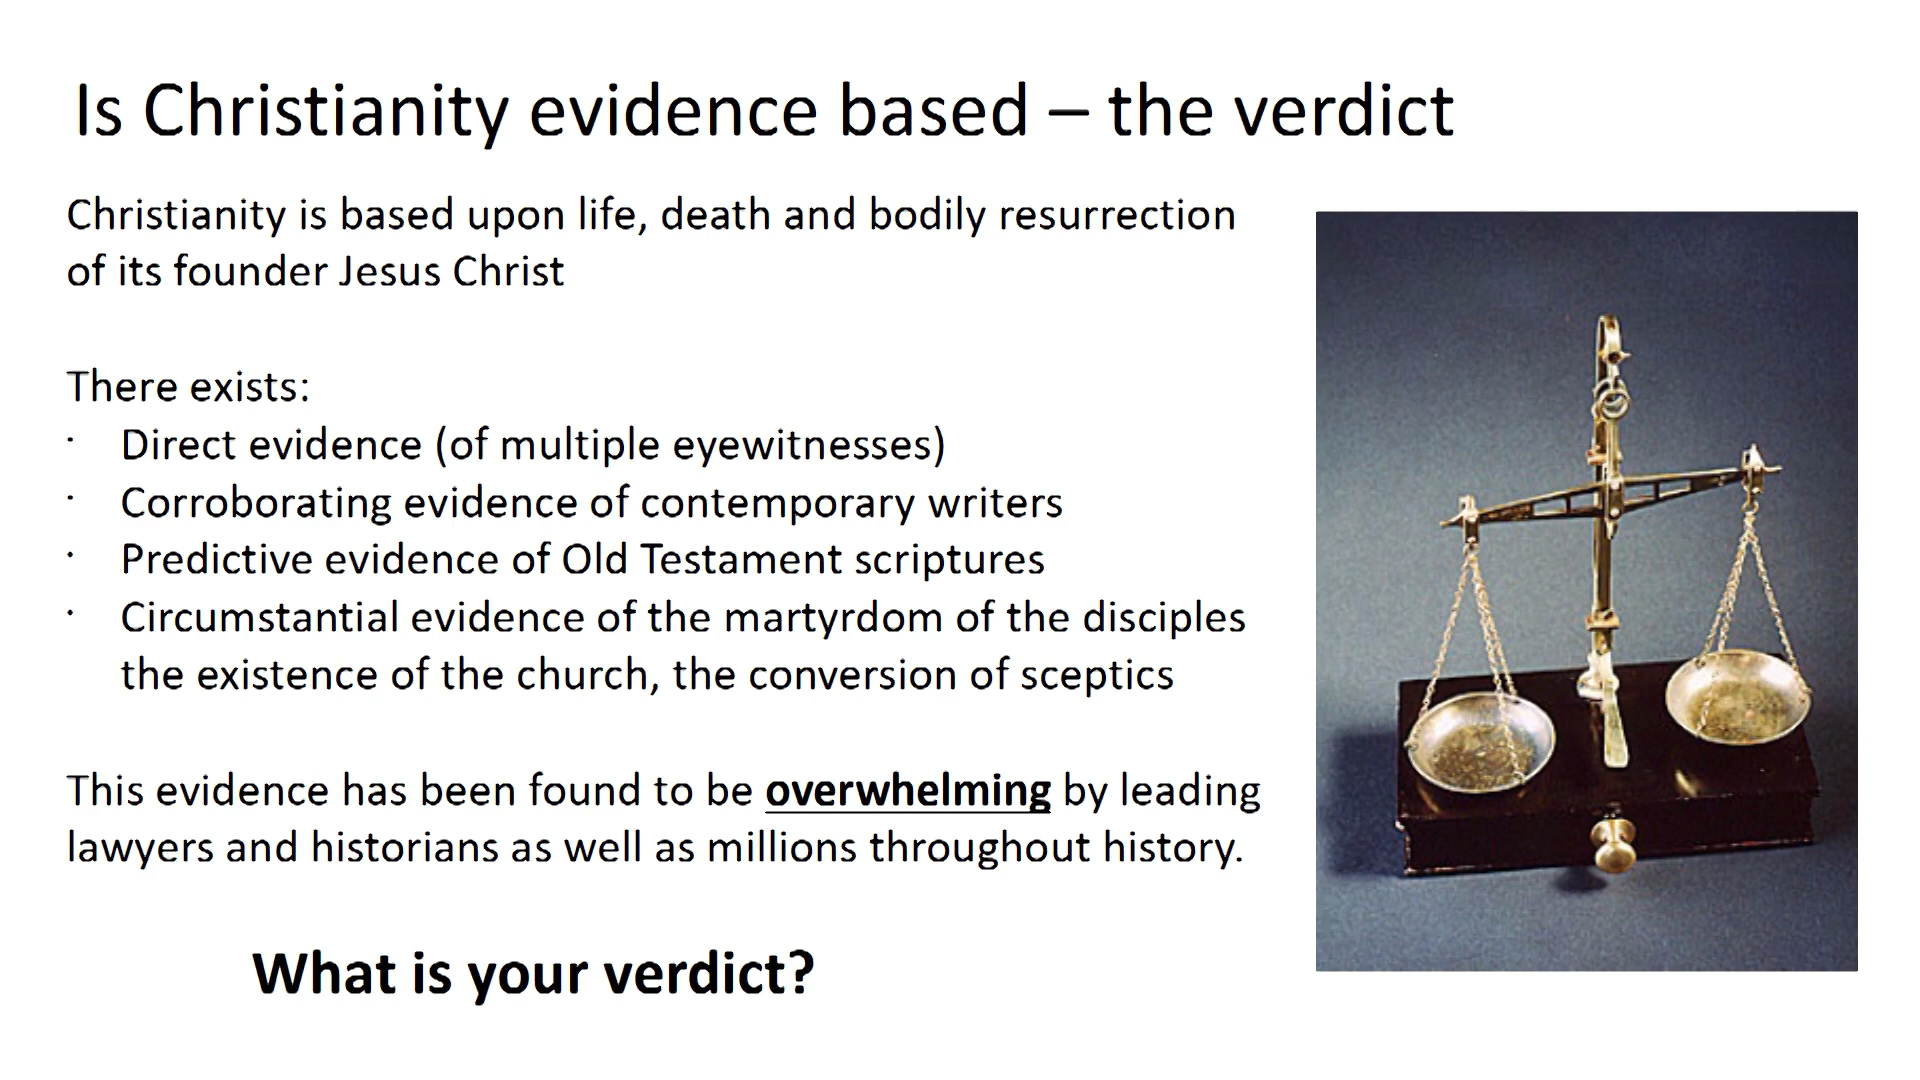 Is Christianity evidence based – the verdict
Christianity is based upon life, death and bodily resurrection
of its founder Jesus Christ
There exists:
· Direct evidence (of multiple eyewitnesses)
· Corroborating evidence of contemporary writers
· Predictive evidence of Old Testament scriptures
· Circumstantial evidence of the martyrdom of the disciples
the existence of the church, the conversion of sceptics
This evidence has been found to be overwhelming by leading
lawyers and historians as well as millions throughout history.
What is your verdict?